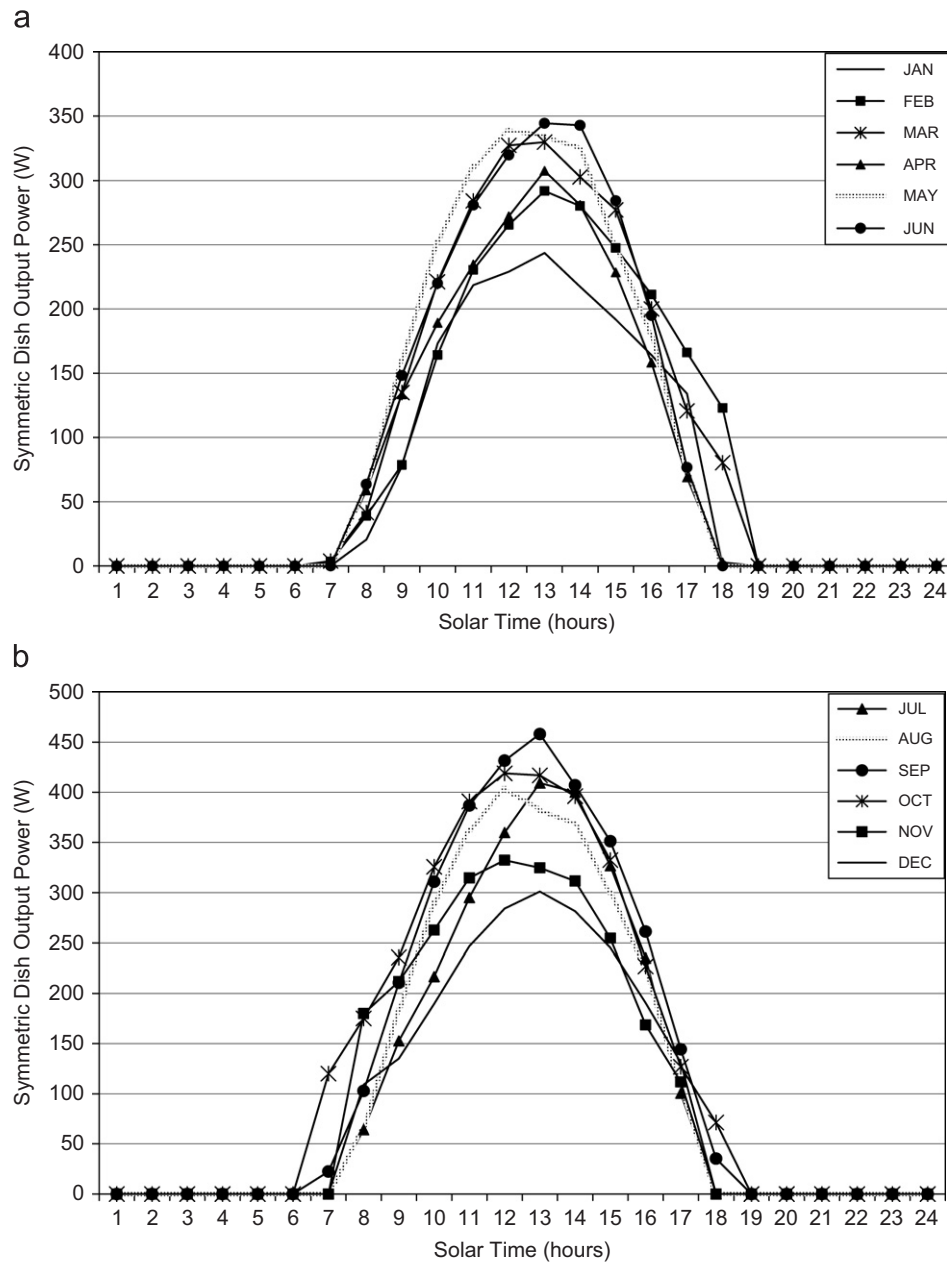 a
400
350
300
250
200
150
100
50
0
Symmetric Dish Output Power (W)
JAN
FEB
MAR
APR
MAY
JUN
1 2 3 4 5 6 7 8 9 10 11 12 13 14 15 16 17 18 19 20 21 22 23 24
Solar Time (hours)
b
500
450
400
350
300
250
200
150
100
50
0
Symmetric Dish Output Power (W)
JUL
AUG
SEP
OCT
NOV
DEC
1 2 3 4 5 6 7 8 9 10 11 12 13 14 15 16 17 18 19 20 21 22 23 24
Solar Time (hours)